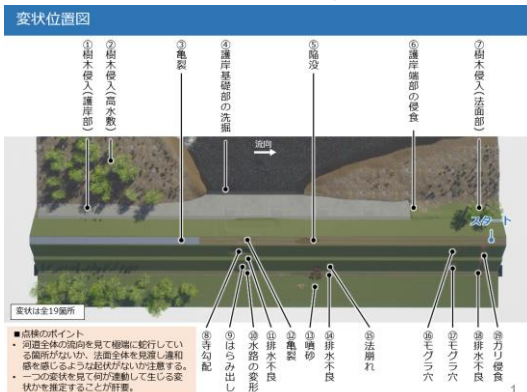 変状位置図
①樹木侵入(護岸部)
②樹木侵入(高水敷)
③亀裂
④護岸基礎部の洗掘
⑤陥没
⑥護岸端部の侵食
⑦樹木侵入(法面部)
流向
スタート
変状は全19箇所
⑧寺勾配
⑨はらみ出し
⑩水路の変形
⑪排水不良
⑫亀裂
⑬噴砂
⑭排水不良
⑮法崩れ
⑯モグラ穴
⑰モグラ穴
⑱排水不良
⑲ガリ侵食
■点検のポイント
・ 河道全体の流向を見て極端に蛇行してい
る箇所がないか、法面全体を見渡し違和
感を感じるような起伏がないか注意する。
・ 一つの変状を見て何が連動して生じる変
状かを推定することが肝要。
1